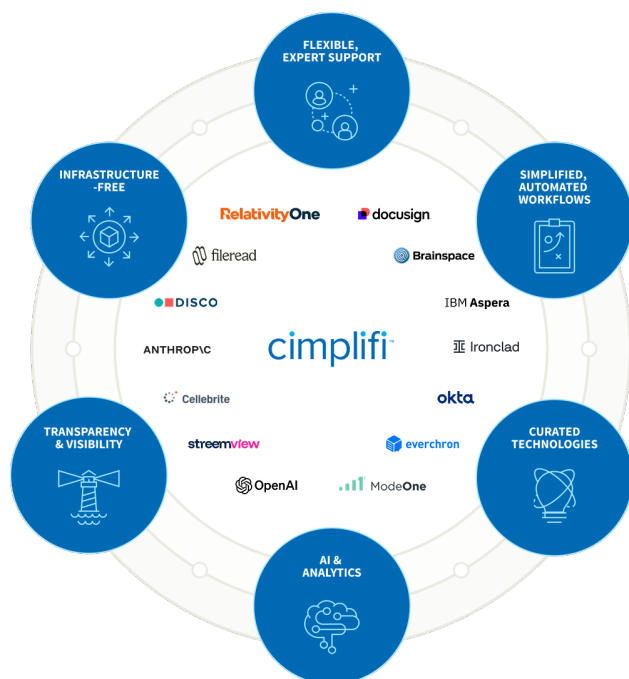 FLEXIBLE,
EXPERT SUPPORT
INFRASTRUCTURE
-FREE
SIMPLIFIED,
AUTOMATED
WORKFLOWS
RelativityOne
docusign
fileread
Brainspace
DISCO
IBM Aspera
ANTHROP\C
cimplifi™
Ironclad
Cellebrite
okta
TRANSPARENCY
& VISIBILITY
streemview
everchron
CURATED
TECHNOLOGIES
OpenAI
ModeOne
AI &
ANALYTICS